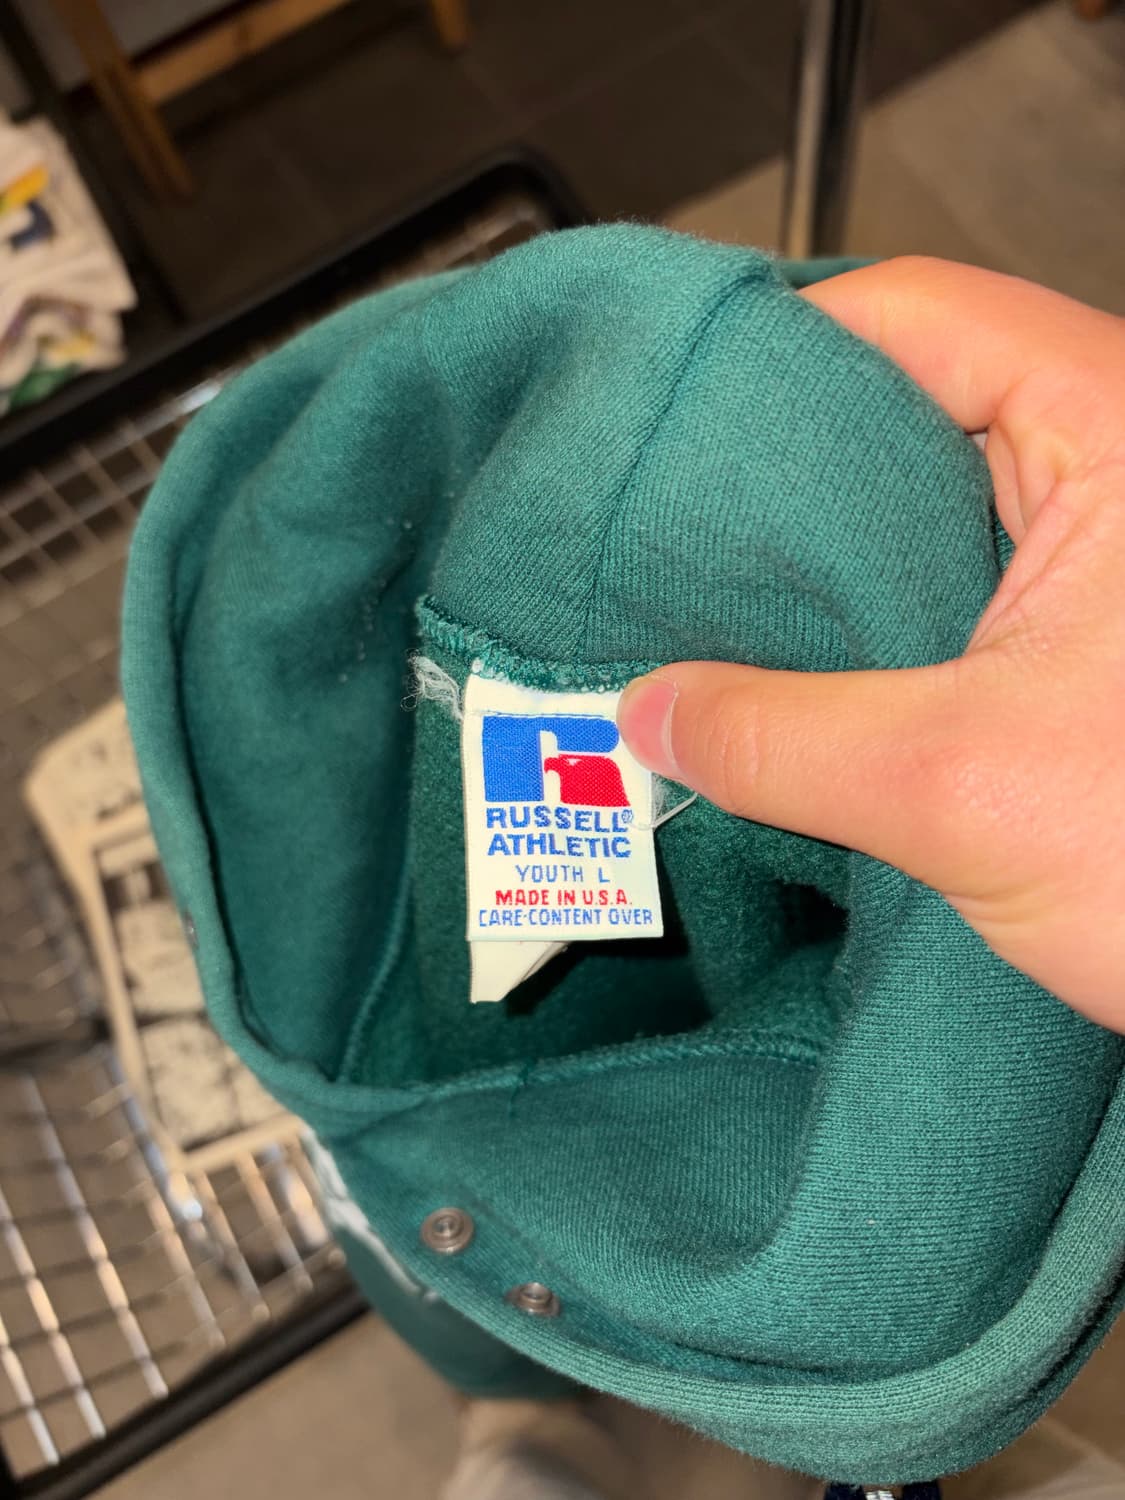 RUSSELL®
ATHLETIC
YOUTH L
MADE IN U.S.A.
CARE·CONTENT OVER